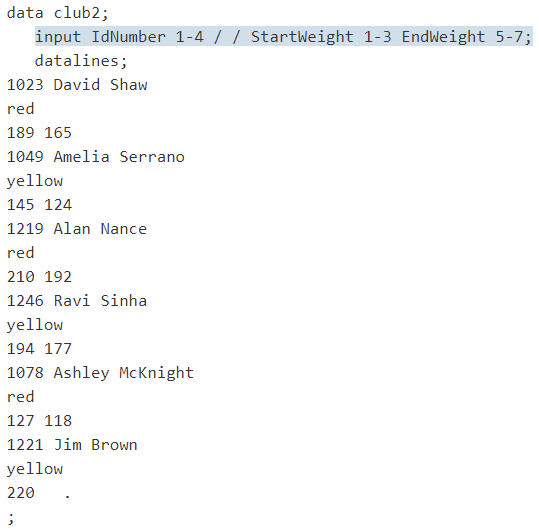 data club2;
   input IdNumber 1-4 / / StartWeight 1-3 EndWeight 5-7;
   datalines;
1023 David Shaw
red
189 165
1049 Amelia Serrano
yellow
145 124
1219 Alan Nance
red
210 192
1246 Ravi Sinha
yellow
194 177
1078 Ashley McKnight
red
127 118
1221 Jim Brown
yellow
220   .
;